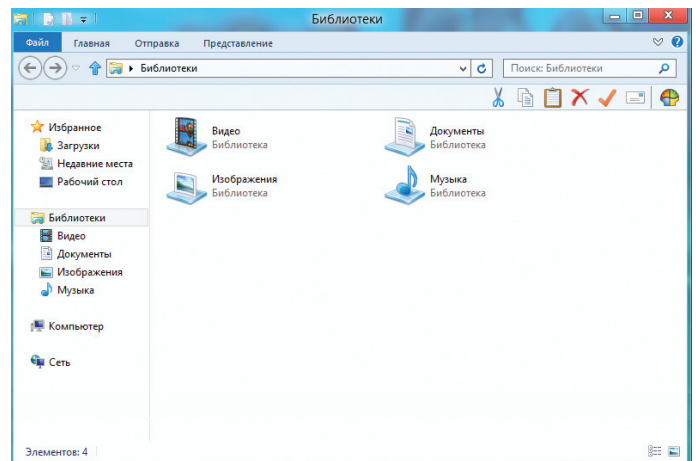 Библиотеки
Файл Главная Отправка Представление
Библиотеки Поиск: Библиотеки
Избранное
Загрузки
Недавние места
Рабочий стол
Библиотеки
Видео
Документы
Изображения
Музыка
Компьютер
Сеть
Видео
Библиотека
Документы
Библиотека
Изображения
Библиотека
Музыка
Библиотека
Элементов: 4